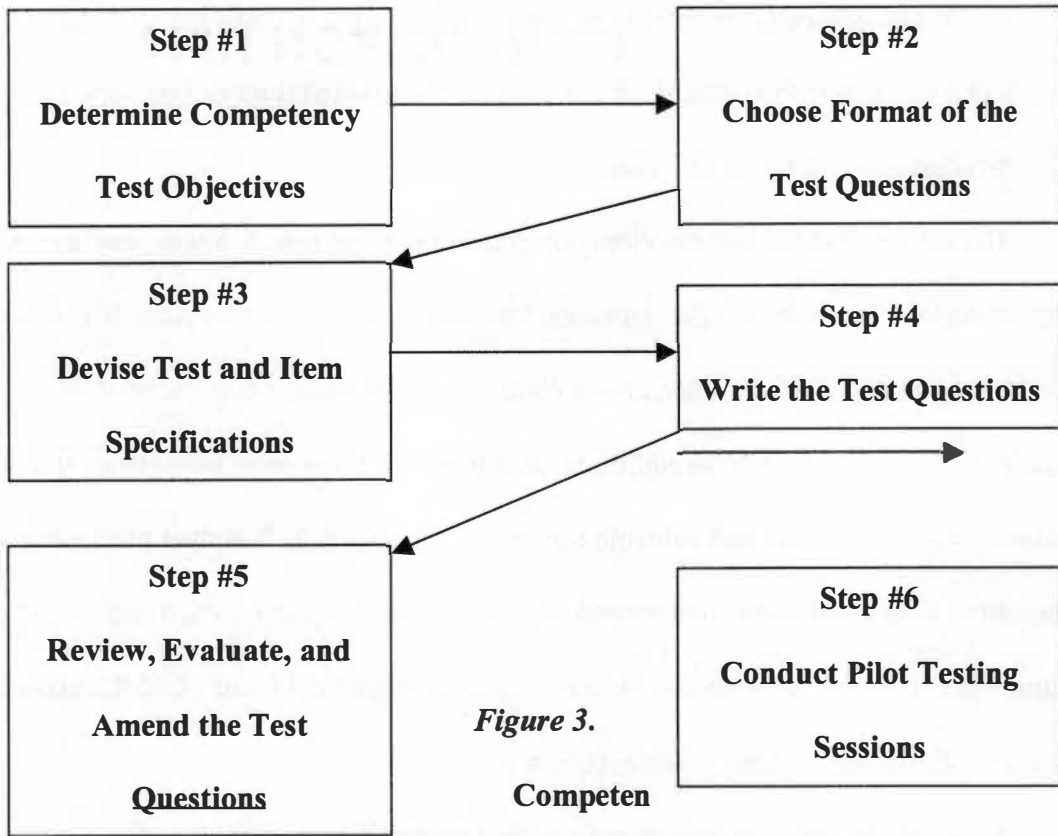 Step #1
Determine Competency
Test Objectives
Step #2
Choose Format of the
Test Questions
Step #3
Devise Test and Item
Specifications
Step #4
Write the Test Questions
Step #5
Review, Evaluate, and
Amend the Test
Questions
Figure 3.
Competen
Step #6
Conduct Pilot Testing
Sessions